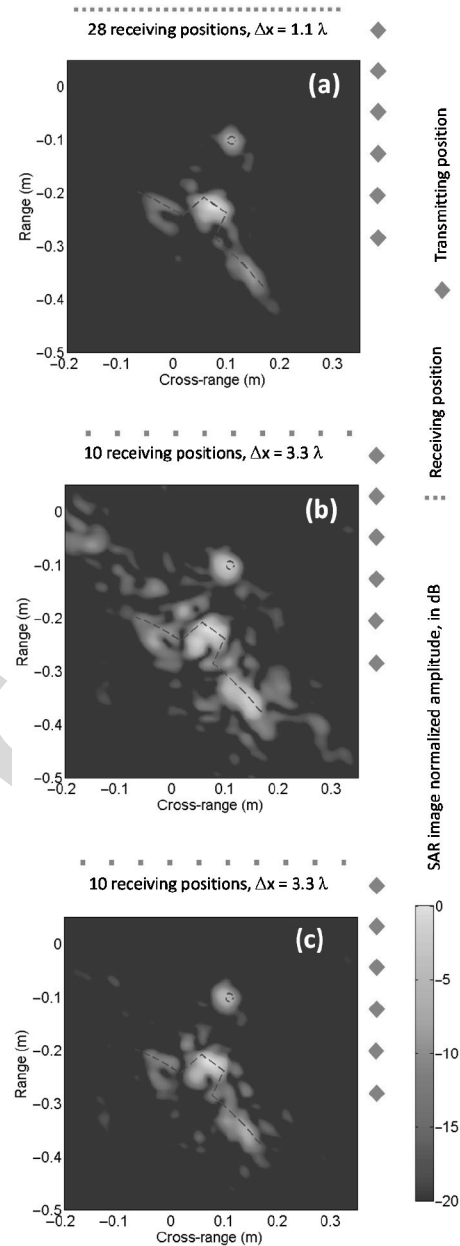 28 receiving positions, Δx = 1.1 λ
(a)
0
−0.1
−0.2
−0.3
−0.4
−0.5
Range (m)
−0.2 −0.1 0 0.1 0.2 0.3
Cross-range (m)
10 receiving positions, Δx = 3.3 λ
(b)
0
−0.1
−0.2
−0.3
−0.4
−0.5
Range (m)
−0.2 −0.1 0 0.1 0.2 0.3
Cross-range (m)
10 receiving positions, Δx = 3.3 λ
(c)
0
−0.1
−0.2
−0.3
−0.4
−0.5
Range (m)
−0.2 −0.1 0 0.1 0.2 0.3
Cross-range (m)
Transmitting position
Receiving position
SAR image normalized amplitude, in dB
0
−5
−10
−15
−20